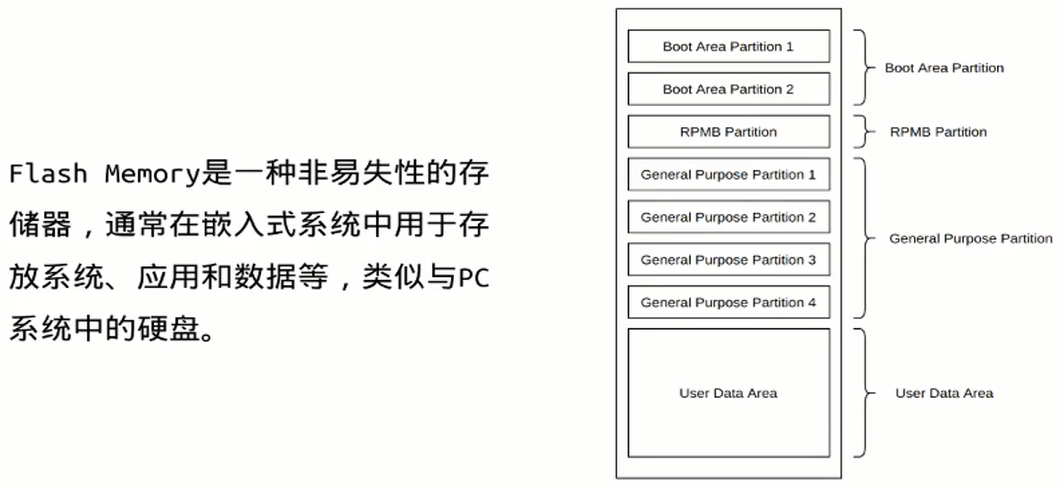 Flash Memory是一种非易失性的存
储器，通常在嵌入式系统中用于存
放系统、应用和数据等，类似与PC
系统中的硬盘。
Boot Area Partition 1
Boot Area Partition 2
Boot Area Partition
RPMB Partition
RPMB Partition
General Purpose Partition 1
General Purpose Partition 2
General Purpose Partition 3
General Purpose Partition 4
General Purpose Partition
User Data Area
User Data Area